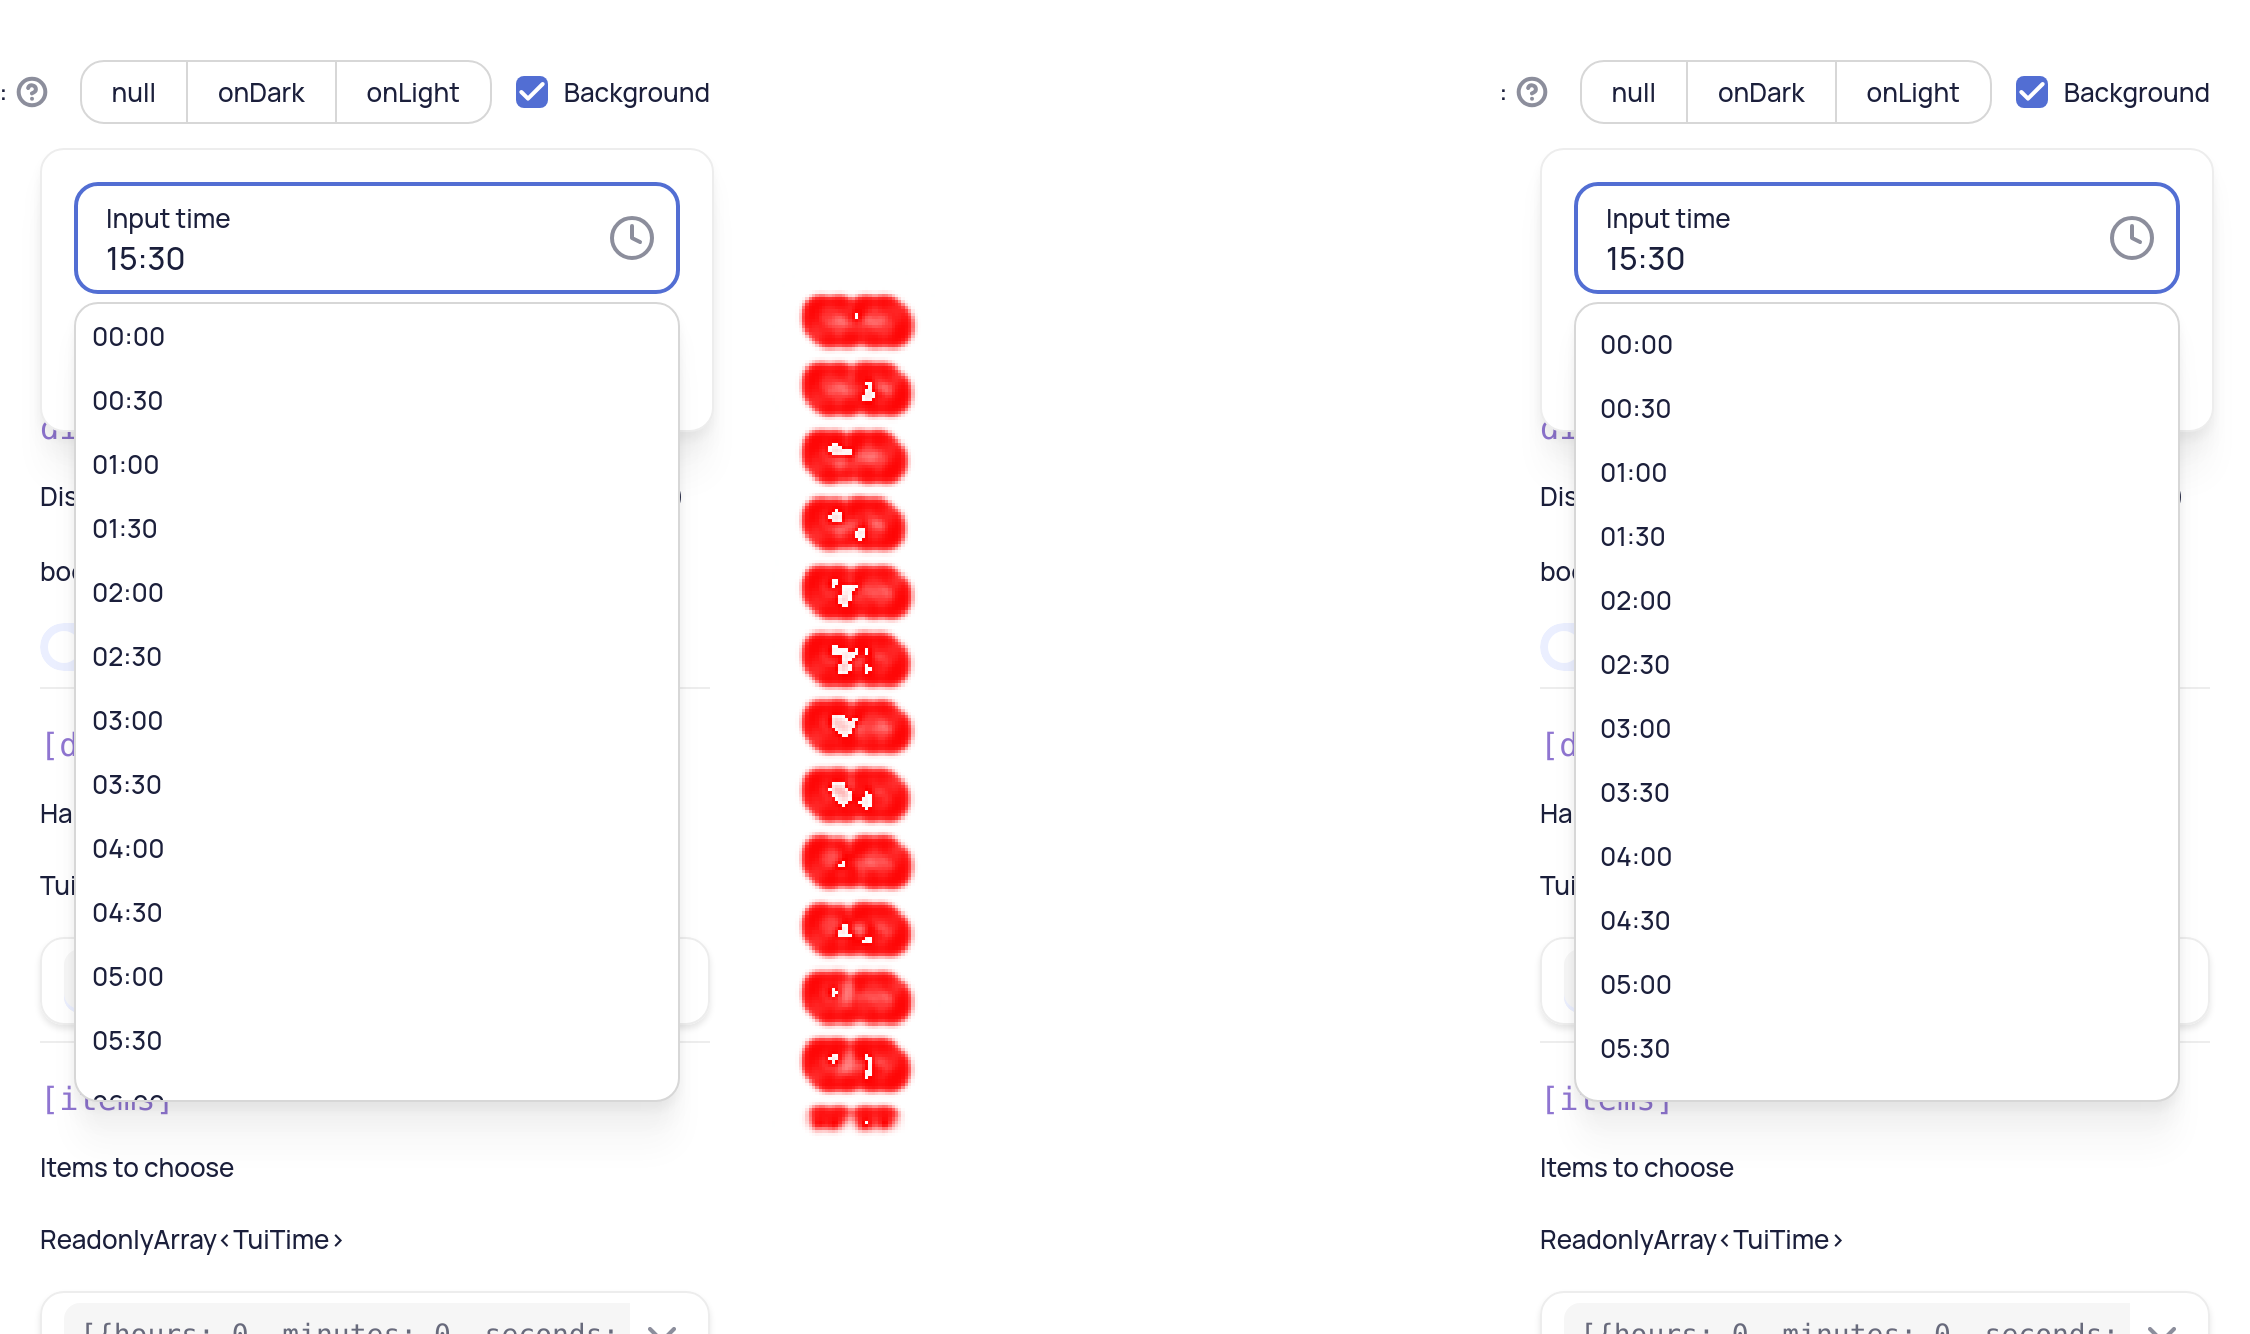 : null onDark onLight Background
Input time
15:30
00:00
00:30
01:00
01:30
02:00
02:30
03:00
03:30
04:00
04:30
05:00
05:30
Dis
Ha
Tui
[items]
Items to choose
ReadonlyArray<TuiTime>
[{hours: 0, minutes: 0, seconds:
: null onDark onLight Background
Input time
15:30
00:00
00:30
01:00
01:30
02:00
02:30
03:00
03:30
04:00
04:30
05:00
05:30
Dis
Ha
Tui
[items]
Items to choose
ReadonlyArray<TuiTime>
[{hours: 0, minutes: 0, seconds: